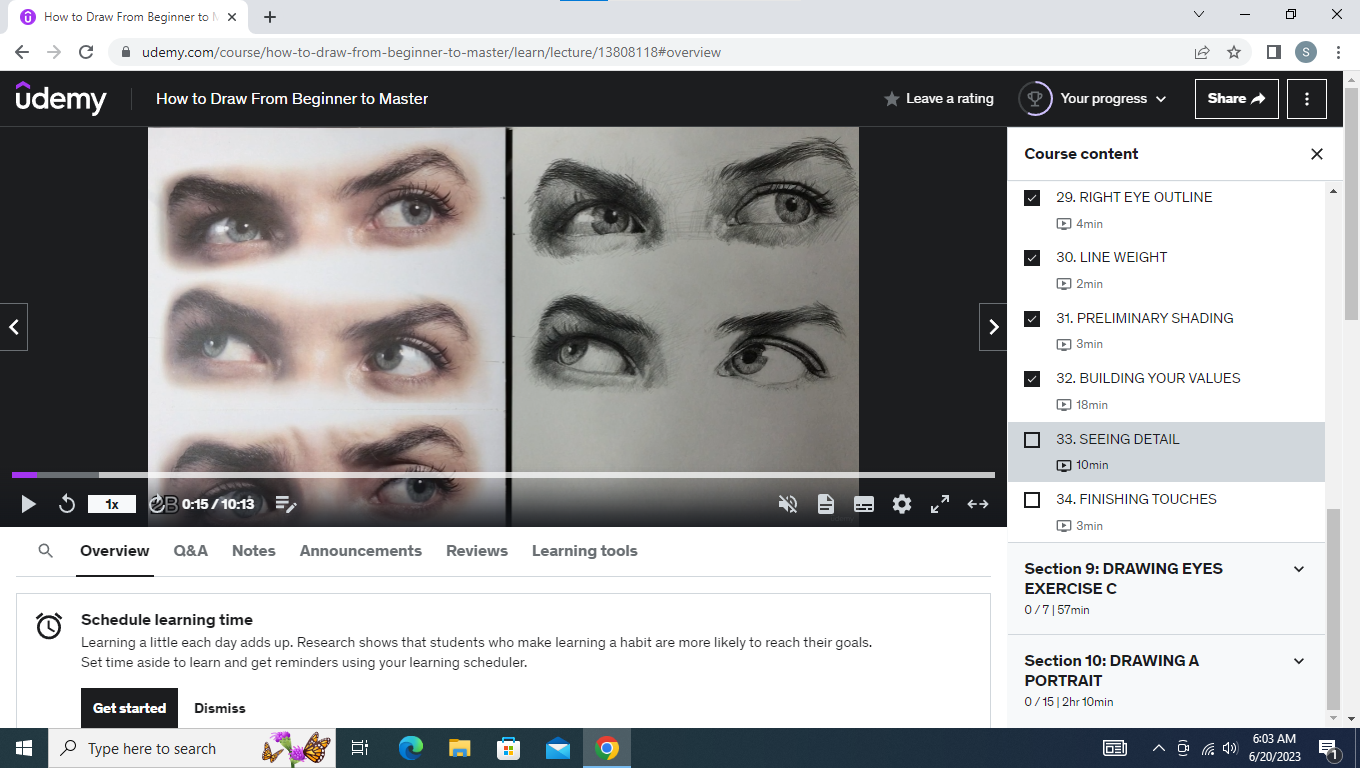 How to Draw From Beginner to M
udemy.com/course/how-to-draw-from-beginner-to-master/learn/lecture/13808118#overview
S
udemy
How to Draw From Beginner to Master
Leave a rating
Your progress
Share
Course content
29. RIGHT EYE OUTLINE
4min
30. LINE WEIGHT
2min
31. PRELIMINARY SHADING
3min
32. BUILDING YOUR VALUES
18min
33. SEEING DETAIL
10min
34. FINISHING TOUCHES
3min
Section 9: DRAWING EYES
EXERCISE C
0 / 7 | 57min
Section 10: DRAWING A
PORTRAIT
0 / 15 | 2hr 10min
1x
B
0:15 / 10:13
Overview
Q&A
Notes
Announcements
Reviews
Learning tools
Schedule learning time
Learning a little each day adds up. Research shows that students who make learning a habit are more likely to reach their goals.
Set time aside to learn and get reminders using your learning scheduler.
Get started
Dismiss
Type here to search
6:03 AM
6/20/2023
1